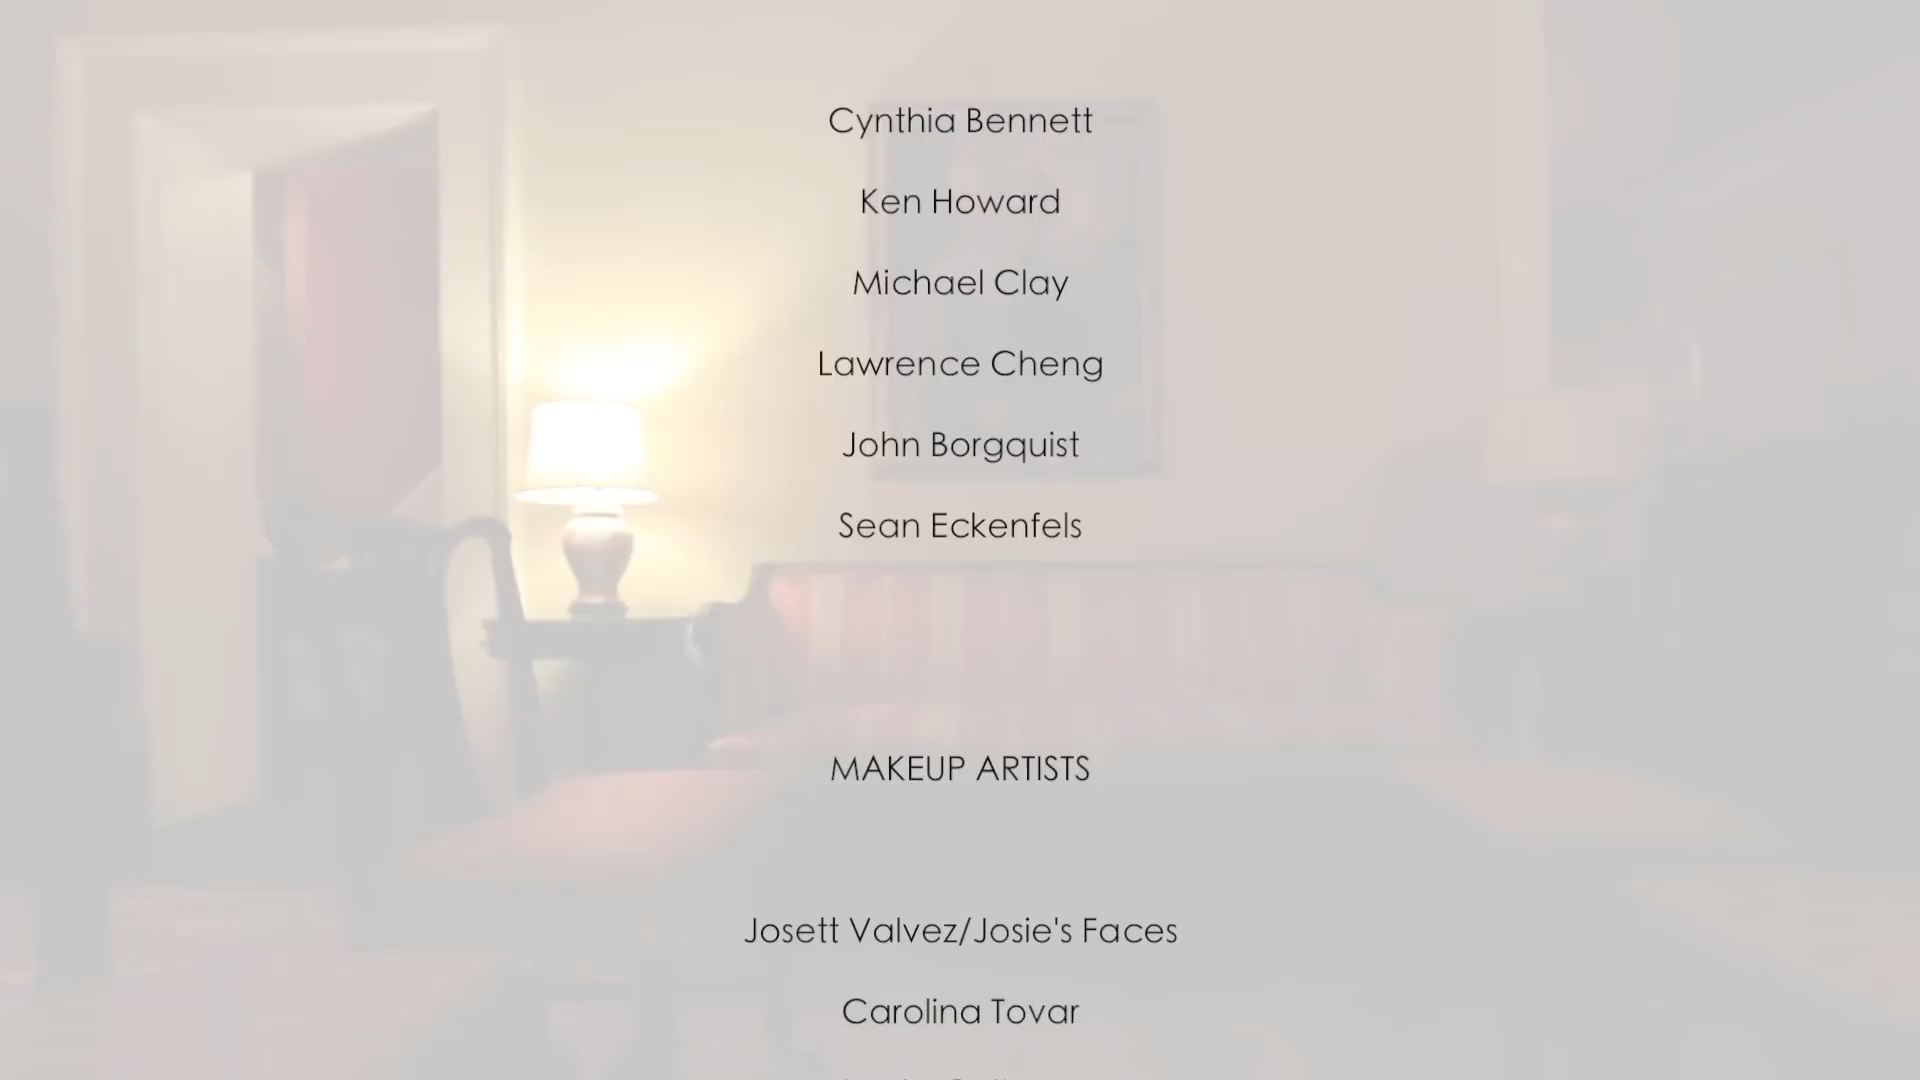 Cynthia Bennett
Ken Howard
Michael Clay
Lawrence Cheng
John Borgquist
Sean Eckenfels
MAKEUP ARTISTS
Josett Valvez/Josie's Faces
Carolina Tovar